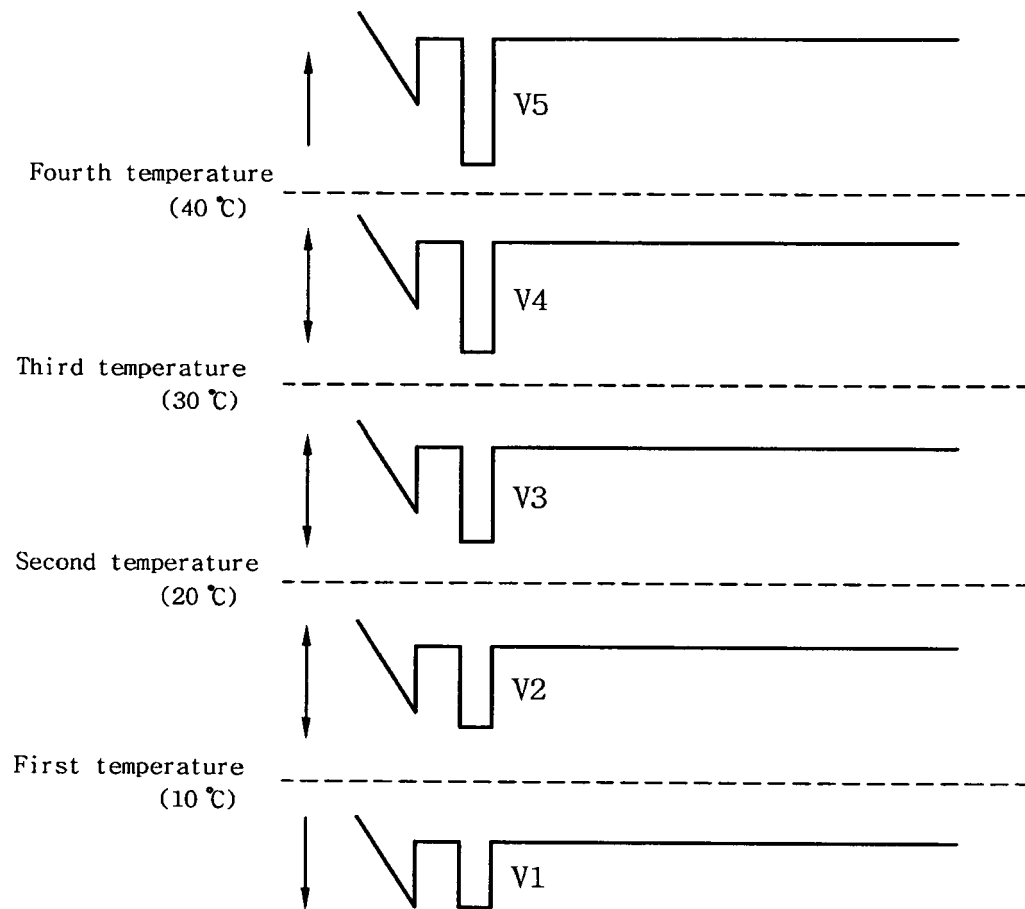 V5
Fourth temperature
(40 ℃)
V4
Third temperature
(30 ℃)
V3
Second temperature
(20 ℃)
V2
First temperature
(10 ℃)
V1